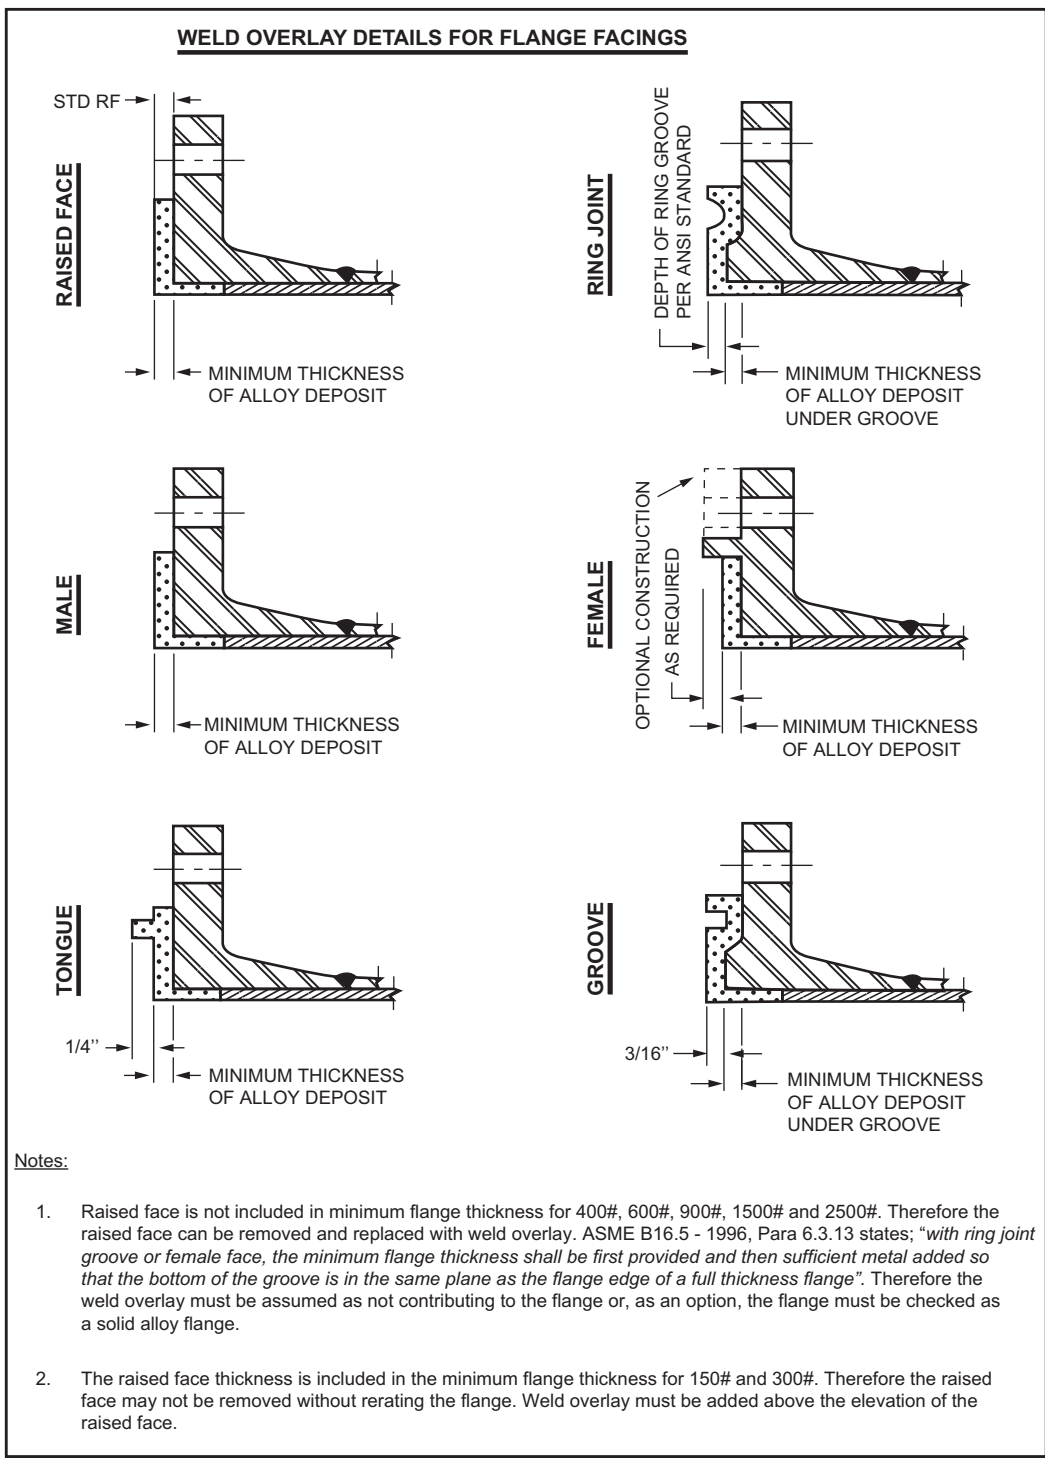 WELD OVERLAY DETAILS FOR FLANGE FACINGS
STD RF
RAISED FACE
MINIMUM THICKNESS
OF ALLOY DEPOSIT
RING JOINT
DEPTH OF RING GROOVE
PER ANSI STANDARD
MINIMUM THICKNESS
OF ALLOY DEPOSIT
UNDER GROOVE
MALE
MINIMUM THICKNESS
OF ALLOY DEPOSIT
FEMALE
OPTIONAL CONSTRUCTION
AS REQUIRED
MINIMUM THICKNESS
OF ALLOY DEPOSIT
TONGUE
1/4’’
MINIMUM THICKNESS
OF ALLOY DEPOSIT
GROOVE
3/16’’
MINIMUM THICKNESS
OF ALLOY DEPOSIT
UNDER GROOVE
Notes:
1. Raised face is not included in minimum flange thickness for 400#, 600#, 900#, 1500# and 2500#. Therefore the
raised face can be removed and replaced with weld overlay. ASME B16.5 - 1996, Para 6.3.13 states; “with ring joint
groove or female face, the minimum flange thickness shall be first provided and then sufficient metal added so
that the bottom of the groove is in the same plane as the flange edge of a full thickness flange”. Therefore the
weld overlay must be assumed as not contributing to the flange or, as an option, the flange must be checked as
a solid alloy flange.
2. The raised face thickness is included in the minimum flange thickness for 150# and 300#. Therefore the raised
face may not be removed without rerating the flange. Weld overlay must be added above the elevation of the
raised face.